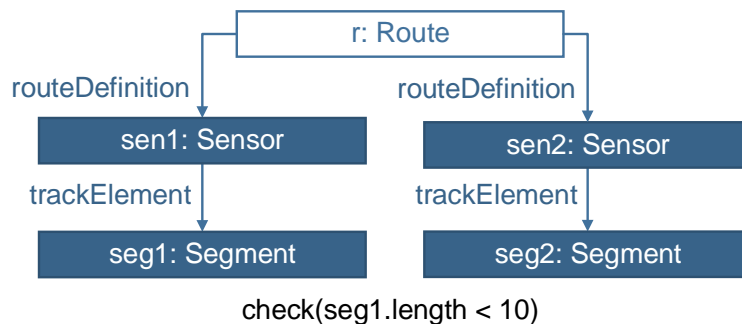 r: Route
routeDefinition
routeDefinition
sen1: Sensor
sen2: Sensor
trackElement
trackElement
seg1: Segment
seg2: Segment
check(seg1.length < 10)